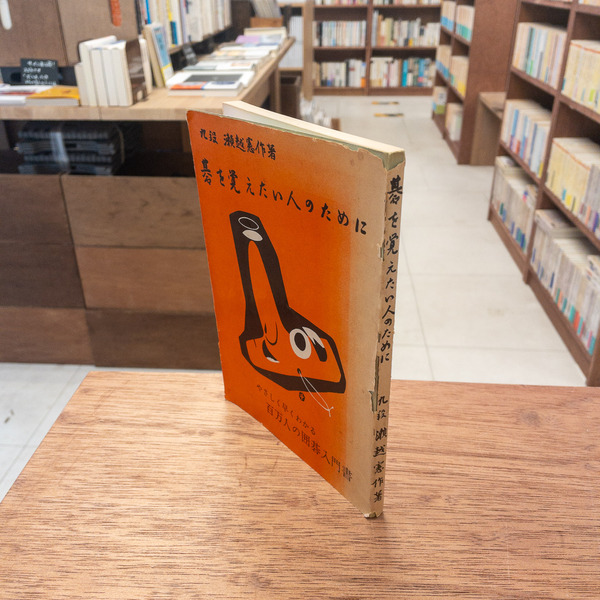 九段 瀬越憲作著
碁を覚えたい人のために
やさしく早くわかる
百万人の囲碁入門書
碁を覚えたい人のために 九段 瀬越憲作著